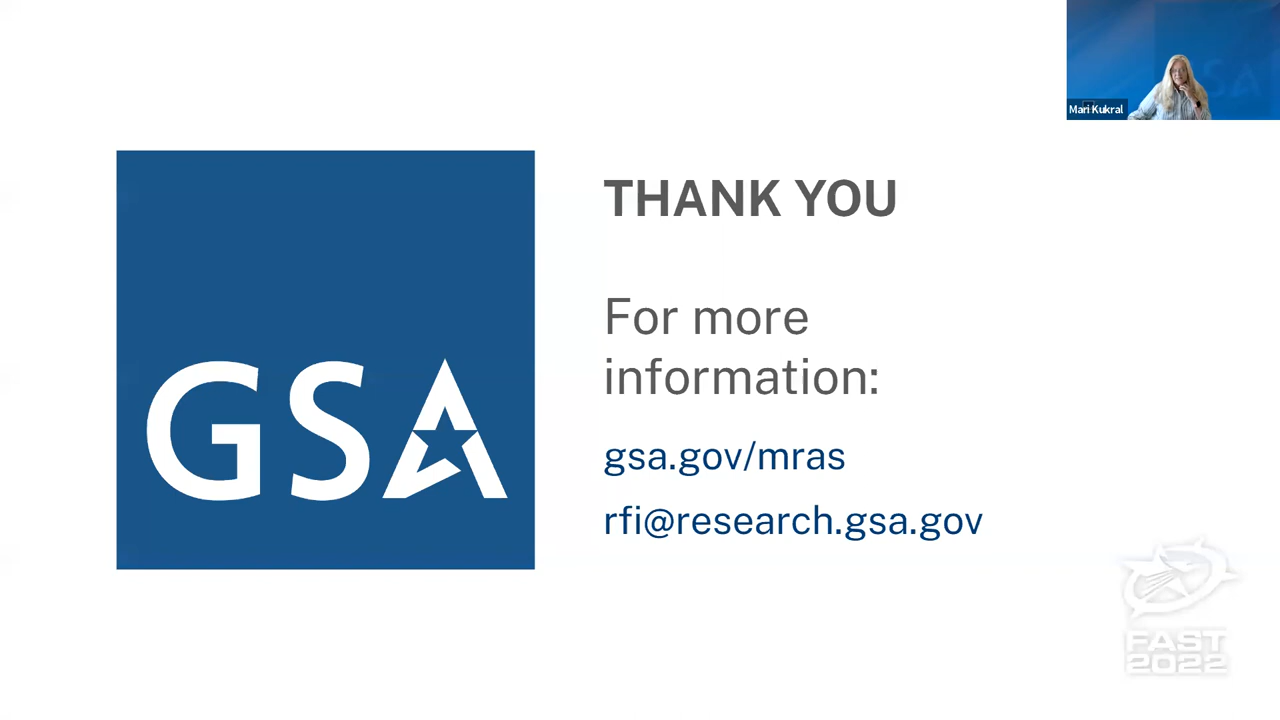 Mari Kukral
GSA
THANK YOU
For more
information:
gsa.gov/mras
rfi@research.gsa.gov
FAST
2022